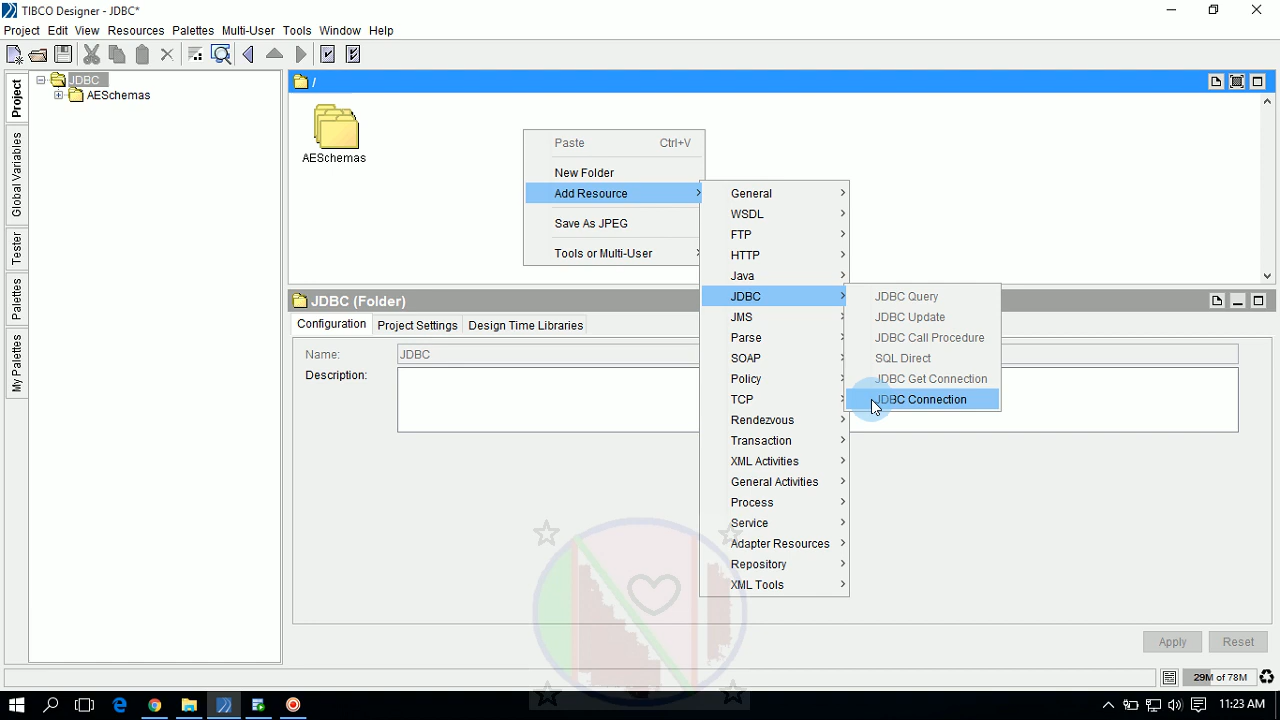 TIBCO Designer - JDBC*
Project Edit View Resources Palettes Multi-User Tools Window Help
Project
Global Variables
Tester
Palettes
My Palettes
JDBC
AESchemas
/
AESchemas
Paste Ctrl+V
New Folder
Add Resource
Save As JPEG
Tools or Multi-User
General
WSDL
FTP
HTTP
Java
JDBC
JMS
Parse
SOAP
Policy
TCP
Rendezvous
Transaction
XML Activities
General Activities
Process
Service
Adapter Resources
Repository
XML Tools
JDBC Query
JDBC Update
JDBC Call Procedure
SQL Direct
JDBC Get Connection
JDBC Connection
JDBC (Folder)
Configuration Project Settings Design Time Libraries
Name: JDBC
Description:
Apply Reset
29M of 78M
11:23 AM